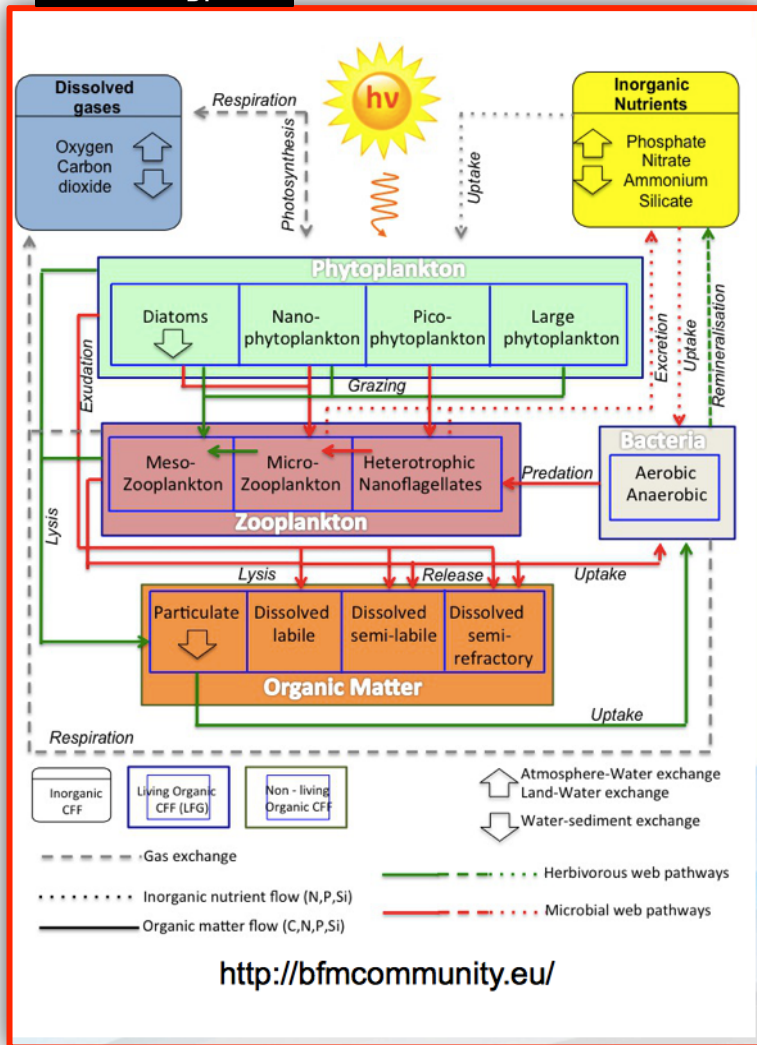 Dissolved
gases
Oxygen
Carbon
dioxide
Respiration
hν
Photosynthesis
Uptake
Inorganic
Nutrients
Phosphate
Nitrate
Ammonium
Silicate
Phytoplankton
Diatoms
Nano-
phytoplankton
Pico-
phytoplankton
Large
phytoplankton
Exudation
Grazing
Excretion
Uptake
Remineralisation
Meso-
Zooplankton
Micro-
Zooplankton
Heterotrophic
Nanoflagellates
Zooplankton
Predation
Bacteria
Aerobic
Anaerobic
Lysis
Lysis
Release
Uptake
Particulate
Dissolved
labile
Dissolved
semi-labile
Dissolved
semi-
refractory
Organic Matter
Uptake
Respiration
Inorganic
CFF
Living Organic
CFF (LFG)
Non - living
Organic CFF
Atmosphere-Water exchange
Land-Water exchange
Water-sediment exchange
Gas exchange
Inorganic nutrient flow (N,P,Si)
Organic matter flow (C,N,P,Si)
Herbivorous web pathways
Microbial web pathways
http://bfmcommunity.eu/